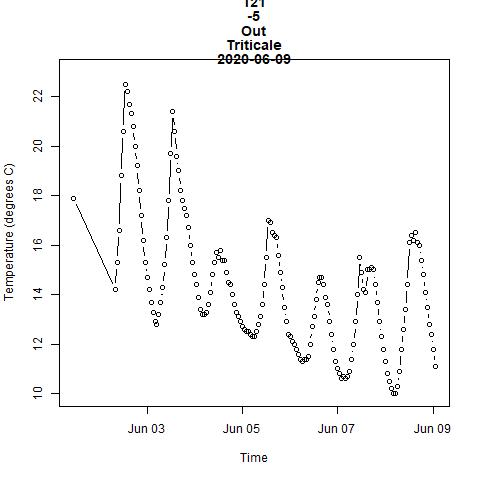 121
-5
Out
Triticale
2020-06-09
Temperature (degrees C)
22
20
18
16
14
12
10
Jun 03
Jun 05
Jun 07
Jun 09
Time